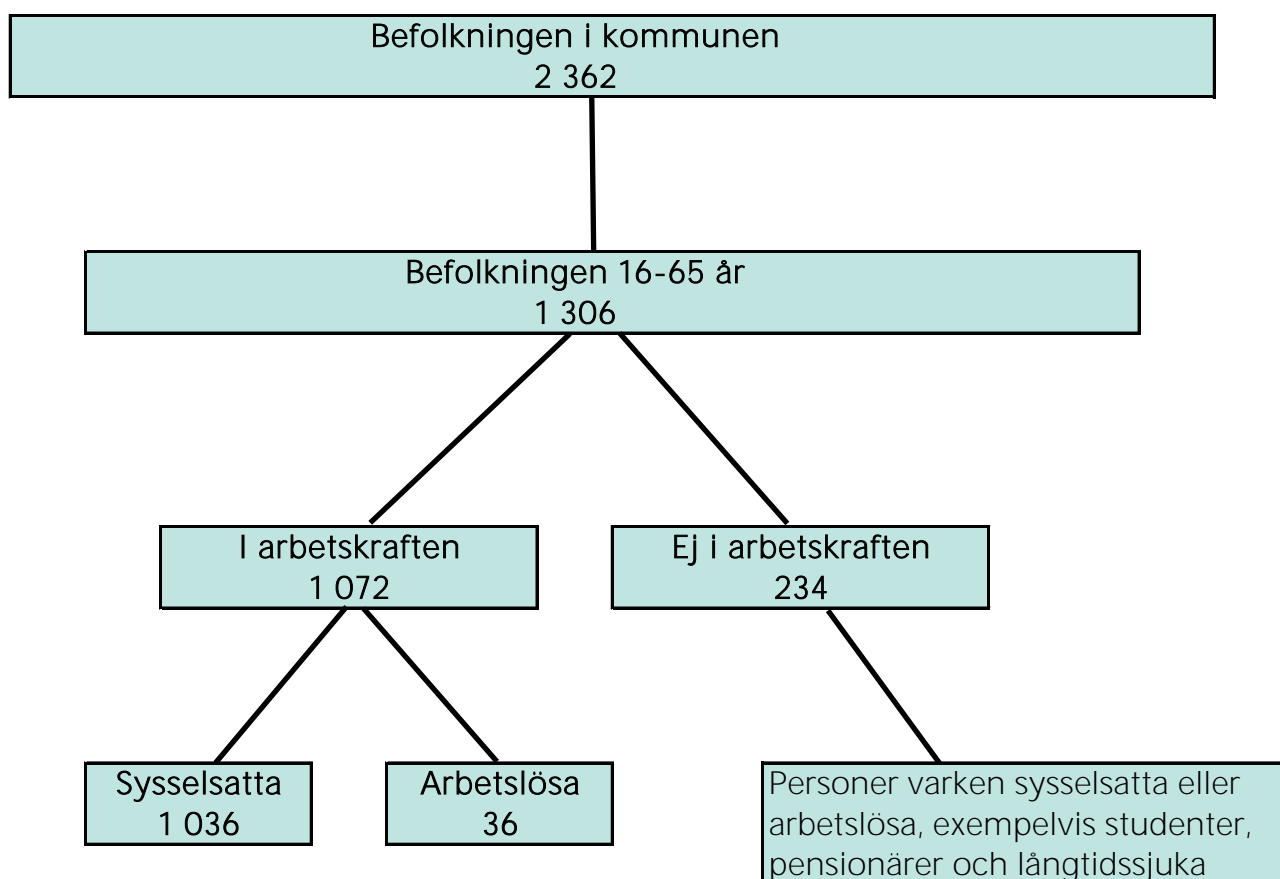 Befolkningen i kommunen
2 362
Befolkningen 16-65 år
1 306
I arbetskraften
1 072
Ej i arbetskraften
234
Sysselsatta
1 036
Arbetslösa
36
Personer varken sysselsatta eller
arbetslösa, exempelvis studenter,
pensionärer och långtidssjuka